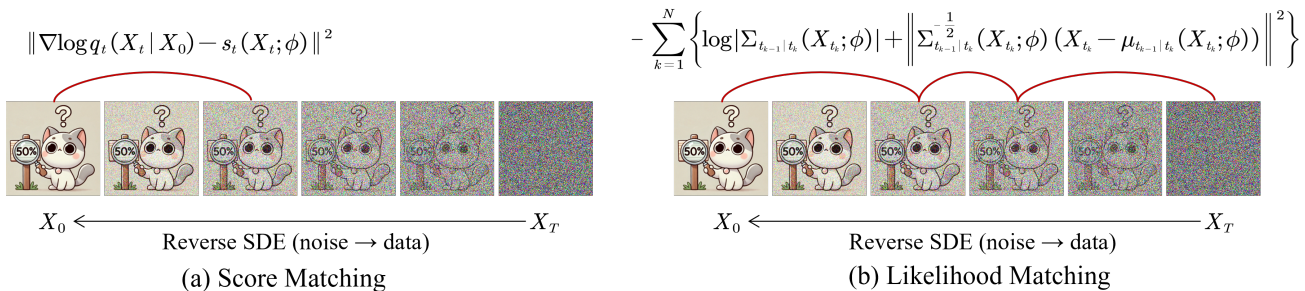 ‖∇log q_t(X_t | X_0) − s_t(X_t;ϕ)‖²
?
?
?
?
?
50%
50%
50%
50%
50%
X_0
X_T
Reverse SDE (noise → data)
(a) Score Matching
− ∑_{k=1}^{N} {log|Σ_{t_{k−1}|t_k}(X_{t_k};ϕ)| + ‖Σ^{−1/2}_{t_{k−1}|t_k}(X_{t_k};ϕ)(X_{t_k} − μ_{t_{k−1}|t_k}(X_{t_k};ϕ))‖²}
?
?
?
?
?
50%
50%
50%
50%
50%
X_0
X_T
Reverse SDE (noise → data)
(b) Likelihood Matching